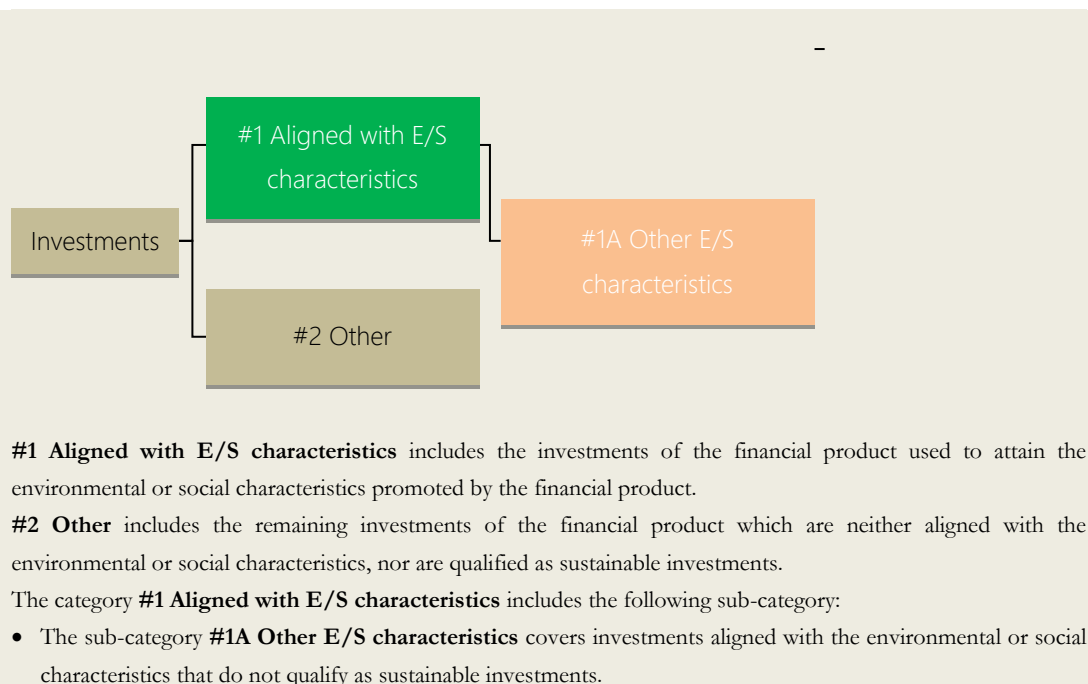 –
#1 Aligned with E/S
characteristics
Investments
#1A Other E/S
characteristics
#2 Other
#1 Aligned with E/S characteristics includes the investments of the financial product used to attain the
environmental or social characteristics promoted by the financial product.
#2 Other includes the remaining investments of the financial product which are neither aligned with the
environmental or social characteristics, nor are qualified as sustainable investments.
The category #1 Aligned with E/S characteristics includes the following sub-category:
• The sub-category #1A Other E/S characteristics covers investments aligned with the environmental or social
characteristics that do not qualify as sustainable investments.